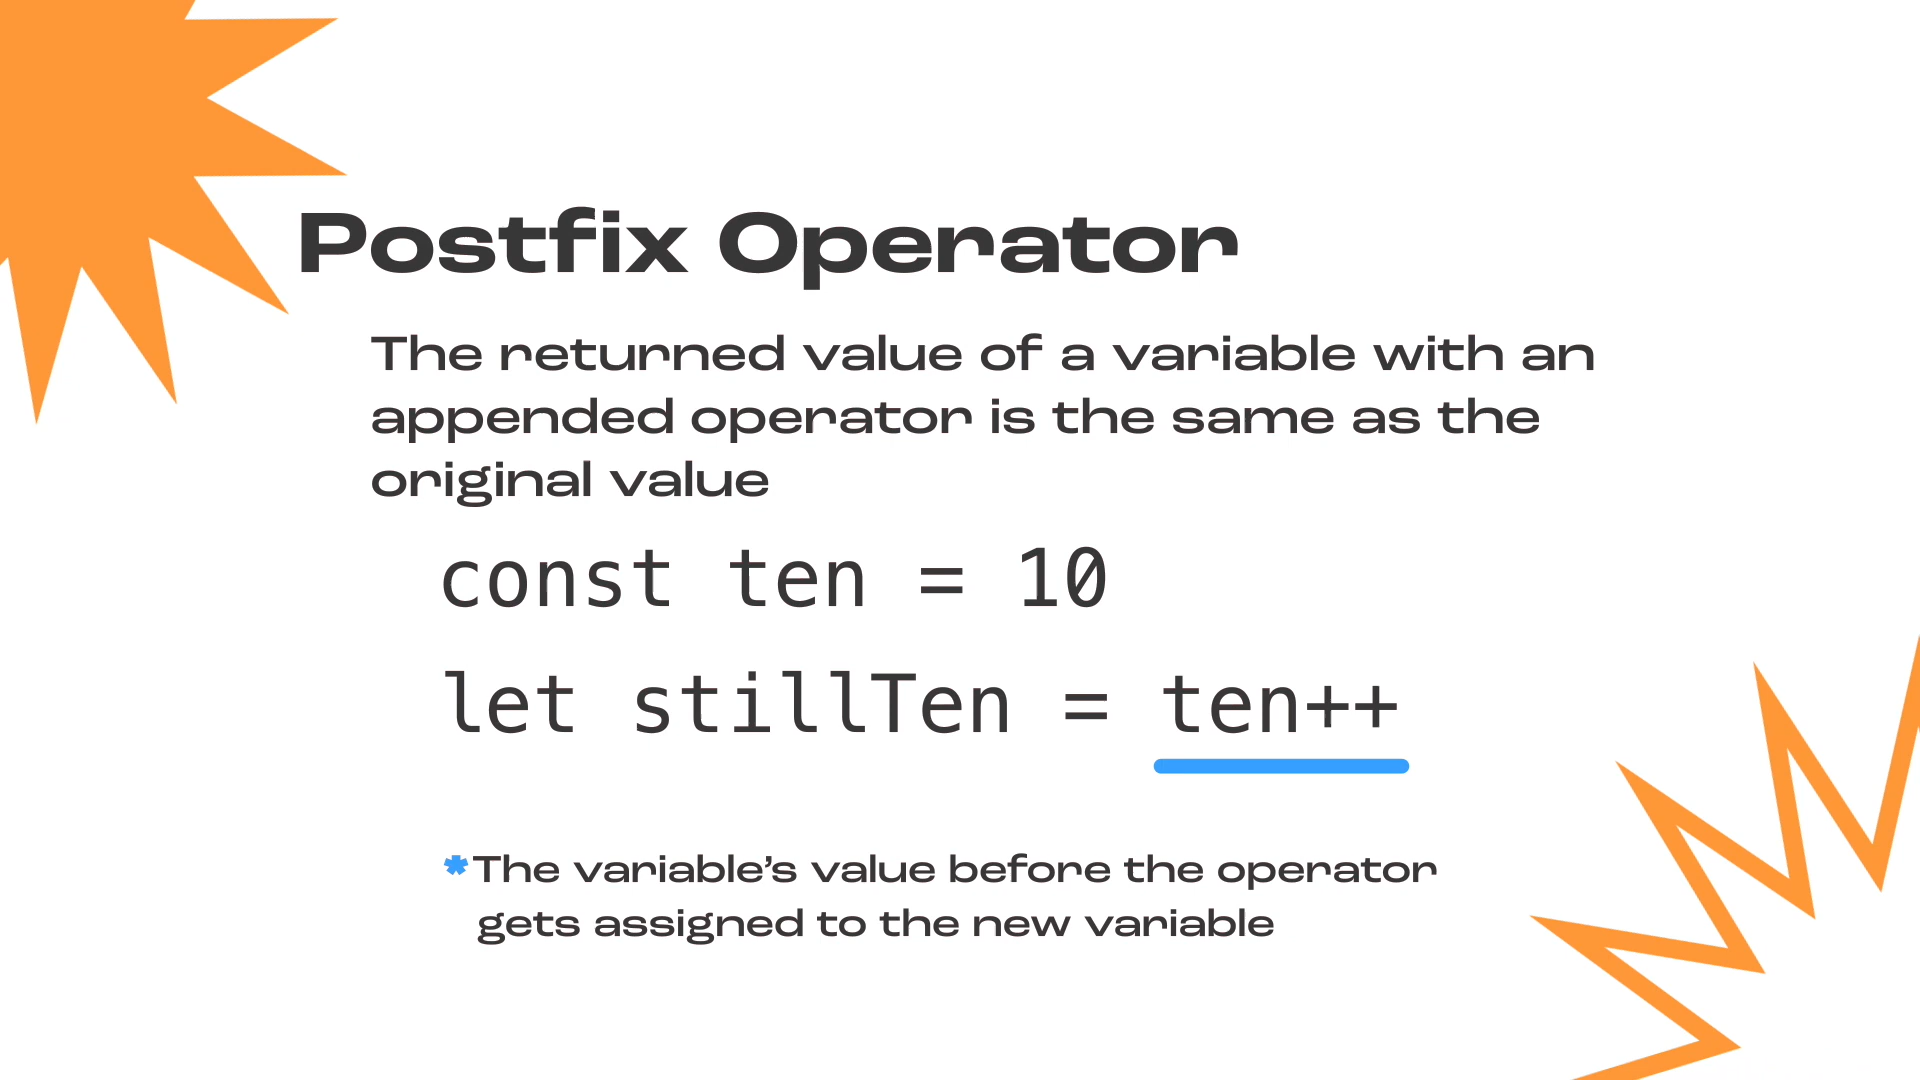 Postfix Operator
The returned value of a variable with an
appended operator is the same as the
original value
const ten = 10
let stillTen = ten++
*The variable’s value before the operator
gets assigned to the new variable